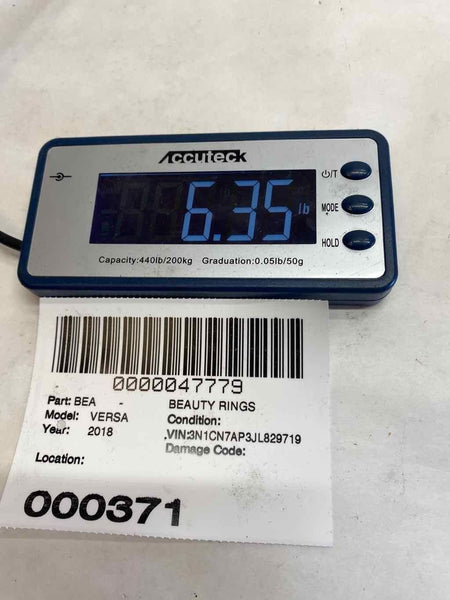 Accuteck
⏻/T
6.35 lb
MODE
HOLD
Capacity:440lb/200kg Graduation:0.05lb/50g
0000047779
Part: BEA - BEAUTY RINGS
Model: VERSA Condition:
Year: 2018 .VIN:3N1CN7AP3JL829719
Damage Code:
Location:
000371